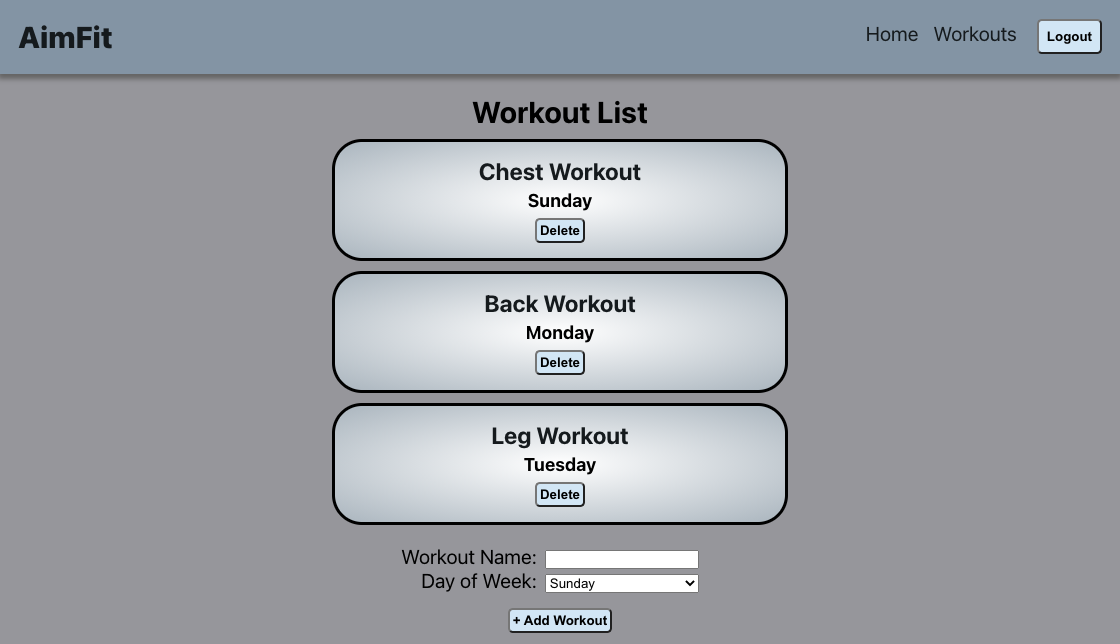 AimFit
Home Workouts Logout
Workout List
Chest Workout
Sunday
Delete
Back Workout
Monday
Delete
Leg Workout
Tuesday
Delete
Workout Name:
Day of Week: Sunday
+ Add Workout